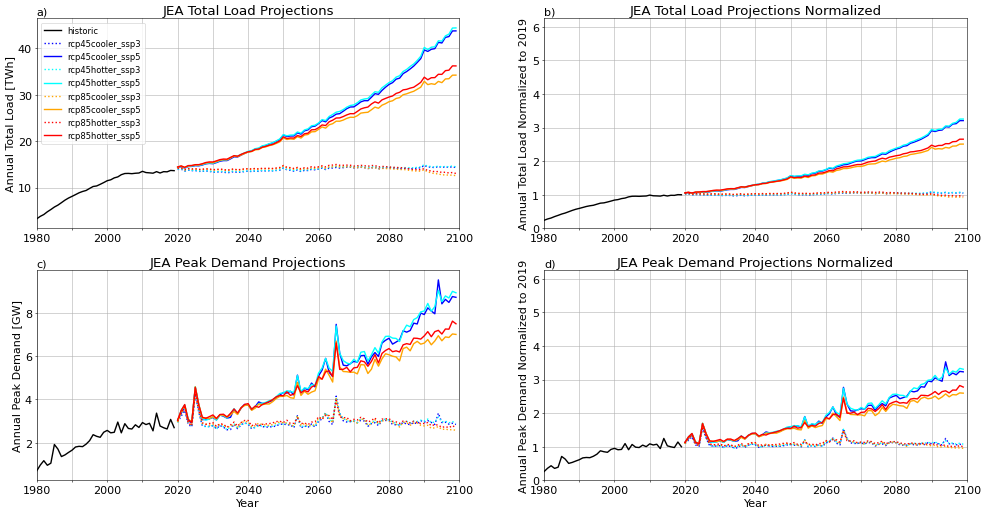 a)
JEA Total Load Projections
Annual Total Load [TWh]
40
30
20
10
historic
rcp45cooler_ssp3
rcp45cooler_ssp5
rcp45hotter_ssp3
rcp45hotter_ssp5
rcp85cooler_ssp3
rcp85cooler_ssp5
rcp85hotter_ssp3
rcp85hotter_ssp5
1980 2000 2020 2040 2060 2080 2100
b)
JEA Total Load Projections Normalized
Annual Total Load Normalized to 2019
6
5
4
3
2
1
0
1980 2000 2020 2040 2060 2080 2100
c)
JEA Peak Demand Projections
Annual Peak Demand [GW]
8
6
4
2
1980 2000 2020 2040 2060 2080 2100
Year
d)
JEA Peak Demand Projections Normalized
Annual Peak Demand Normalized to 2019
6
5
4
3
2
1
0
1980 2000 2020 2040 2060 2080 2100
Year